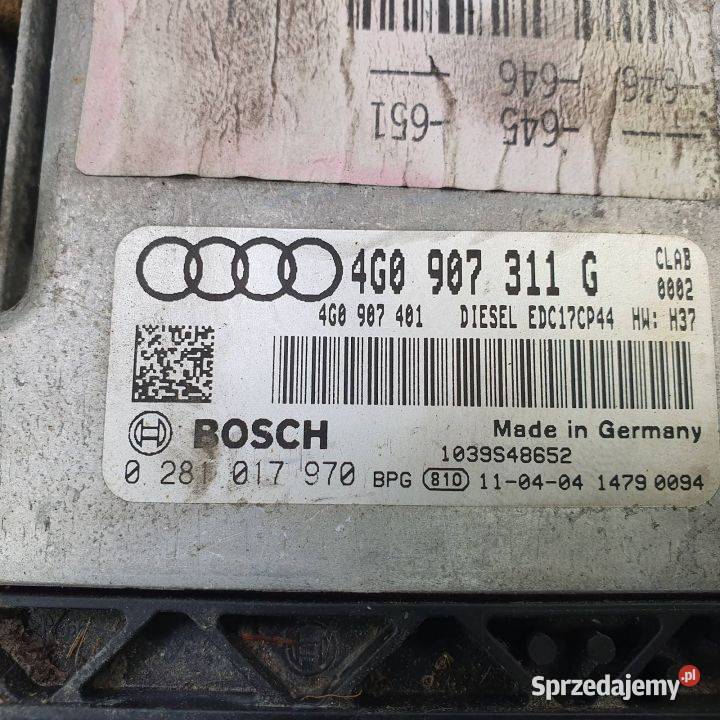 -646 -646
-645
-651
4G0 907 311 G CLAB 0002
4G0 907 401 DIESEL EDC17CP44 HW: H37
BOSCH Made in Germany
1039S48652
0 281 017 970 BPG 810 11-04-04 1479 0094
Sprzedajemy.pl